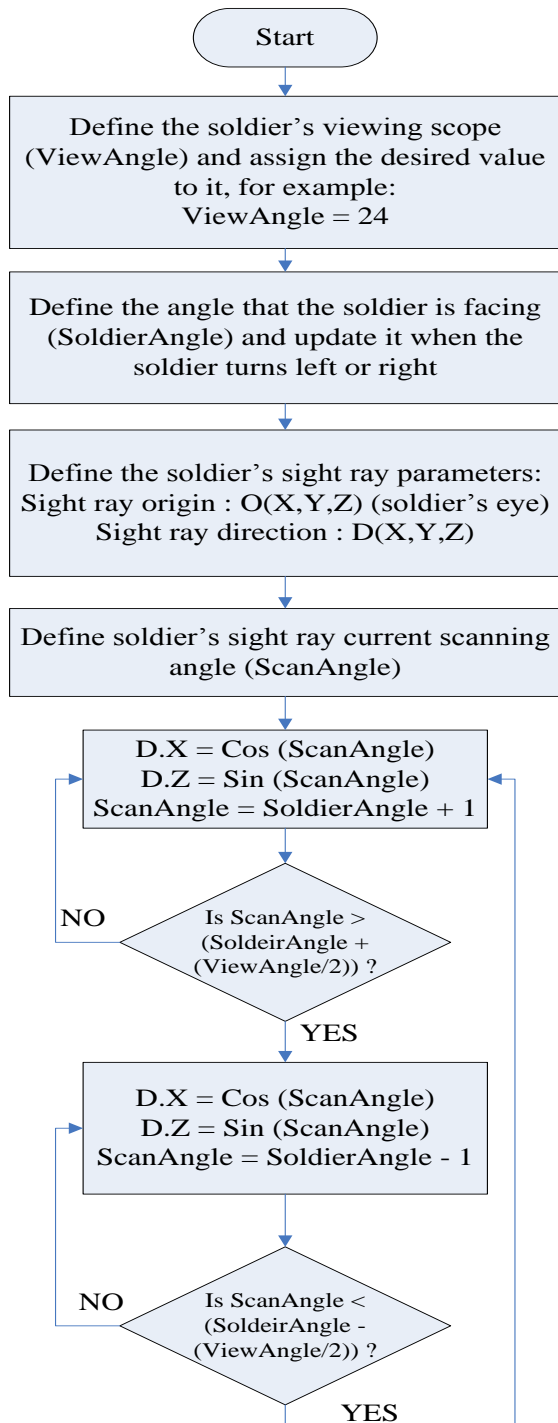 Start
Define the soldier’s viewing scope
(ViewAngle) and assign the desired value
to it, for example:
ViewAngle = 24
Define the angle that the soldier is facing
(SoldierAngle) and update it when the
soldier turns left or right
Define the soldier’s sight ray parameters:
Sight ray origin : O(X,Y,Z) (soldier’s eye)
Sight ray direction : D(X,Y,Z)
Define soldier’s sight ray current scanning
angle (ScanAngle)
D.X = Cos (ScanAngle)
D.Z = Sin (ScanAngle)
ScanAngle = SoldierAngle + 1
NO
Is ScanAngle >
(SoldeirAngle +
(ViewAngle/2)) ?
YES
D.X = Cos (ScanAngle)
D.Z = Sin (ScanAngle)
ScanAngle = SoldierAngle - 1
NO
Is ScanAngle <
(SoldeirAngle -
(ViewAngle/2)) ?
YES